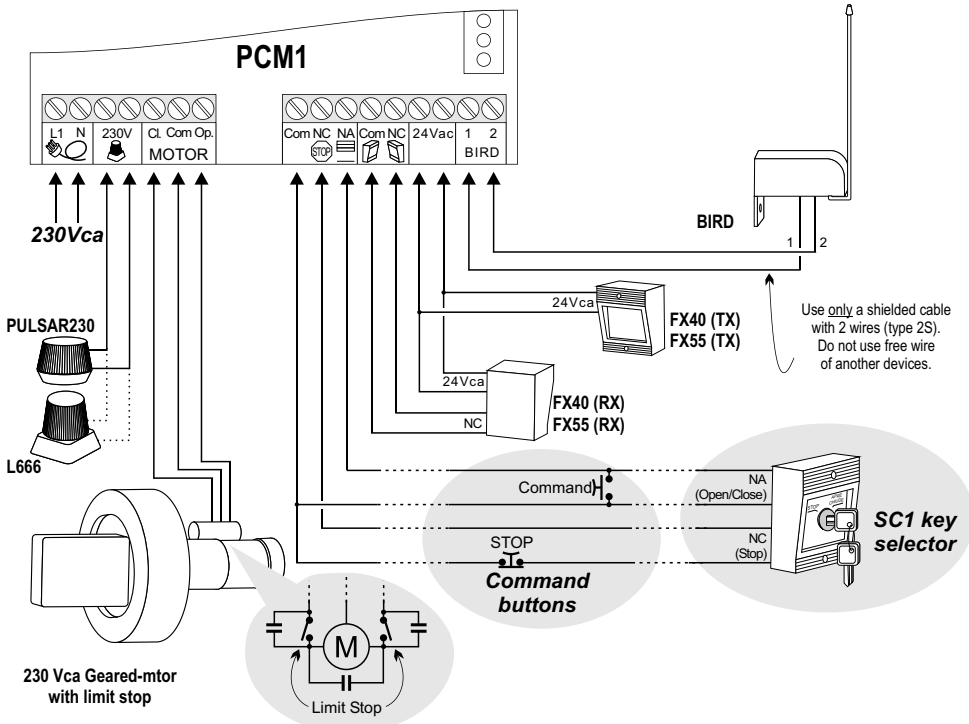 PCM1
L1 N 230V Cl. Com Op. Com NC NA Com NC 24Vac 1 2
MOTOR STOP BIRD
230Vca
BIRD
1 2
PULSAR230
24Vca
FX40 (TX)
FX55 (TX)
Use only a shielded cable
with 2 wires (type 2S).
Do not use free wire
of another devices.
24Vca
FX40 (RX)
NC
FX55 (RX)
L666
Command
NA
(Open/Close)
STOP
SC1 key
selector
STOP
NC
(Stop)
Command
buttons
M
230 Vca Geared-mtor
with limit stop
Limit Stop